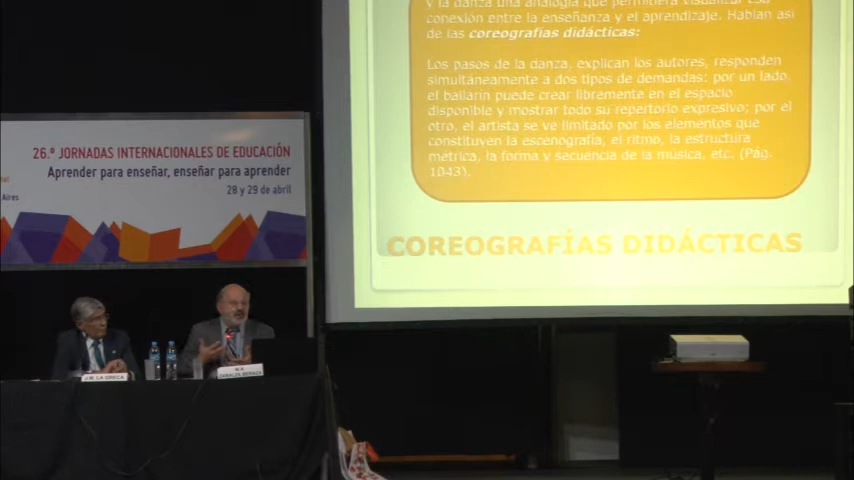 26.º JORNADAS INTERNACIONALES DE EDUCACIÓN
Aprender para enseñar, enseñar para aprender
28 y 29 de abril
Aires
y la danza una analogía que permitiera visualizar esa
conexión entre la enseñanza y el aprendizaje. Hablan así
de las coreografías didácticas:
Los pasos de la danza, explican los autores, responden
simultáneamente a dos tipos de demandas: por un lado,
el bailarín puede crear libremente en el espacio
disponible y mostrar todo su repertorio expresivo; por el
otro, el artista se ve limitado por los elementos que
constituyen la escenografía, el ritmo, la estructura
métrica, la forma y secuencia de la música, etc. (Pág.
1043).
COREOGRAFÍAS DIDÁCTICAS
J.M. LA GRECA
M.A.
ZABALZA BERAZA